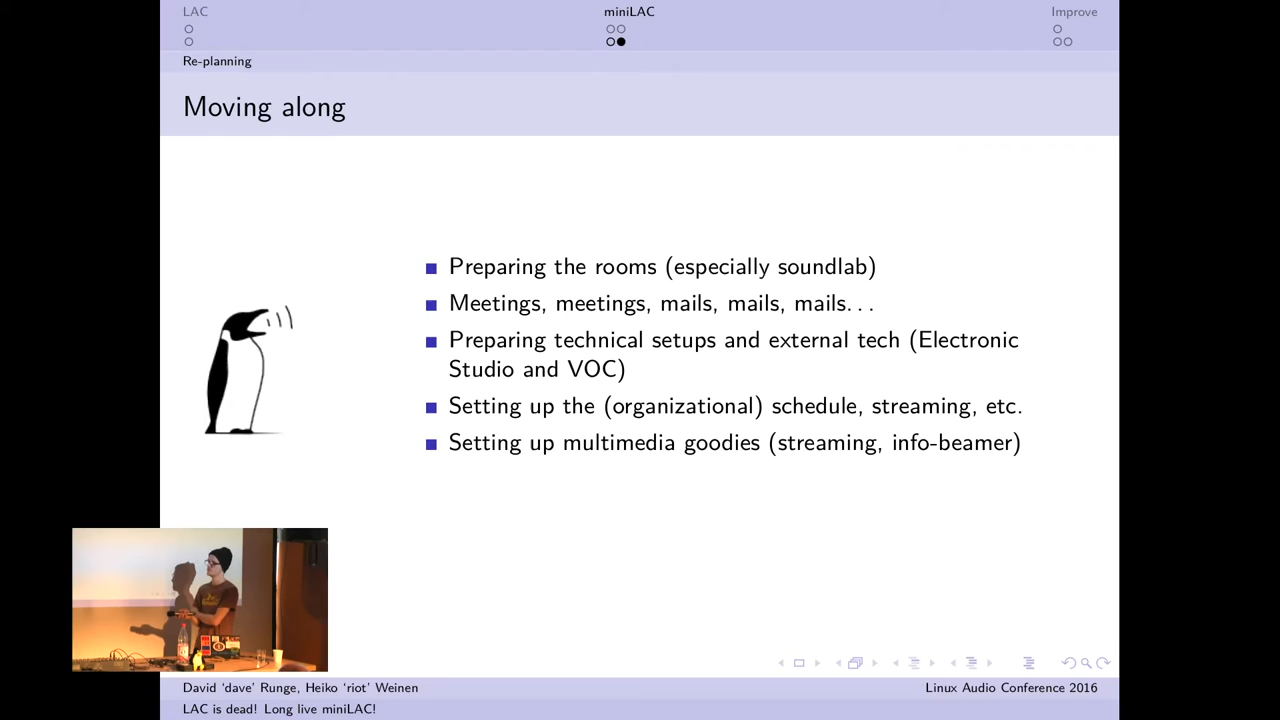 LAC
miniLAC
Improve
Re-planning
Moving along
Preparing the rooms (especially soundlab)
Meetings, meetings, mails, mails, mails...
Preparing technical setups and external tech (Electronic
Studio and VOC)
Setting up the (organizational) schedule, streaming, etc.
Setting up multimedia goodies (streaming, info-beamer)
David ‘dave’ Runge, Heiko ‘riot’ Weinen
Linux Audio Conference 2016
LAC is dead! Long live miniLAC!